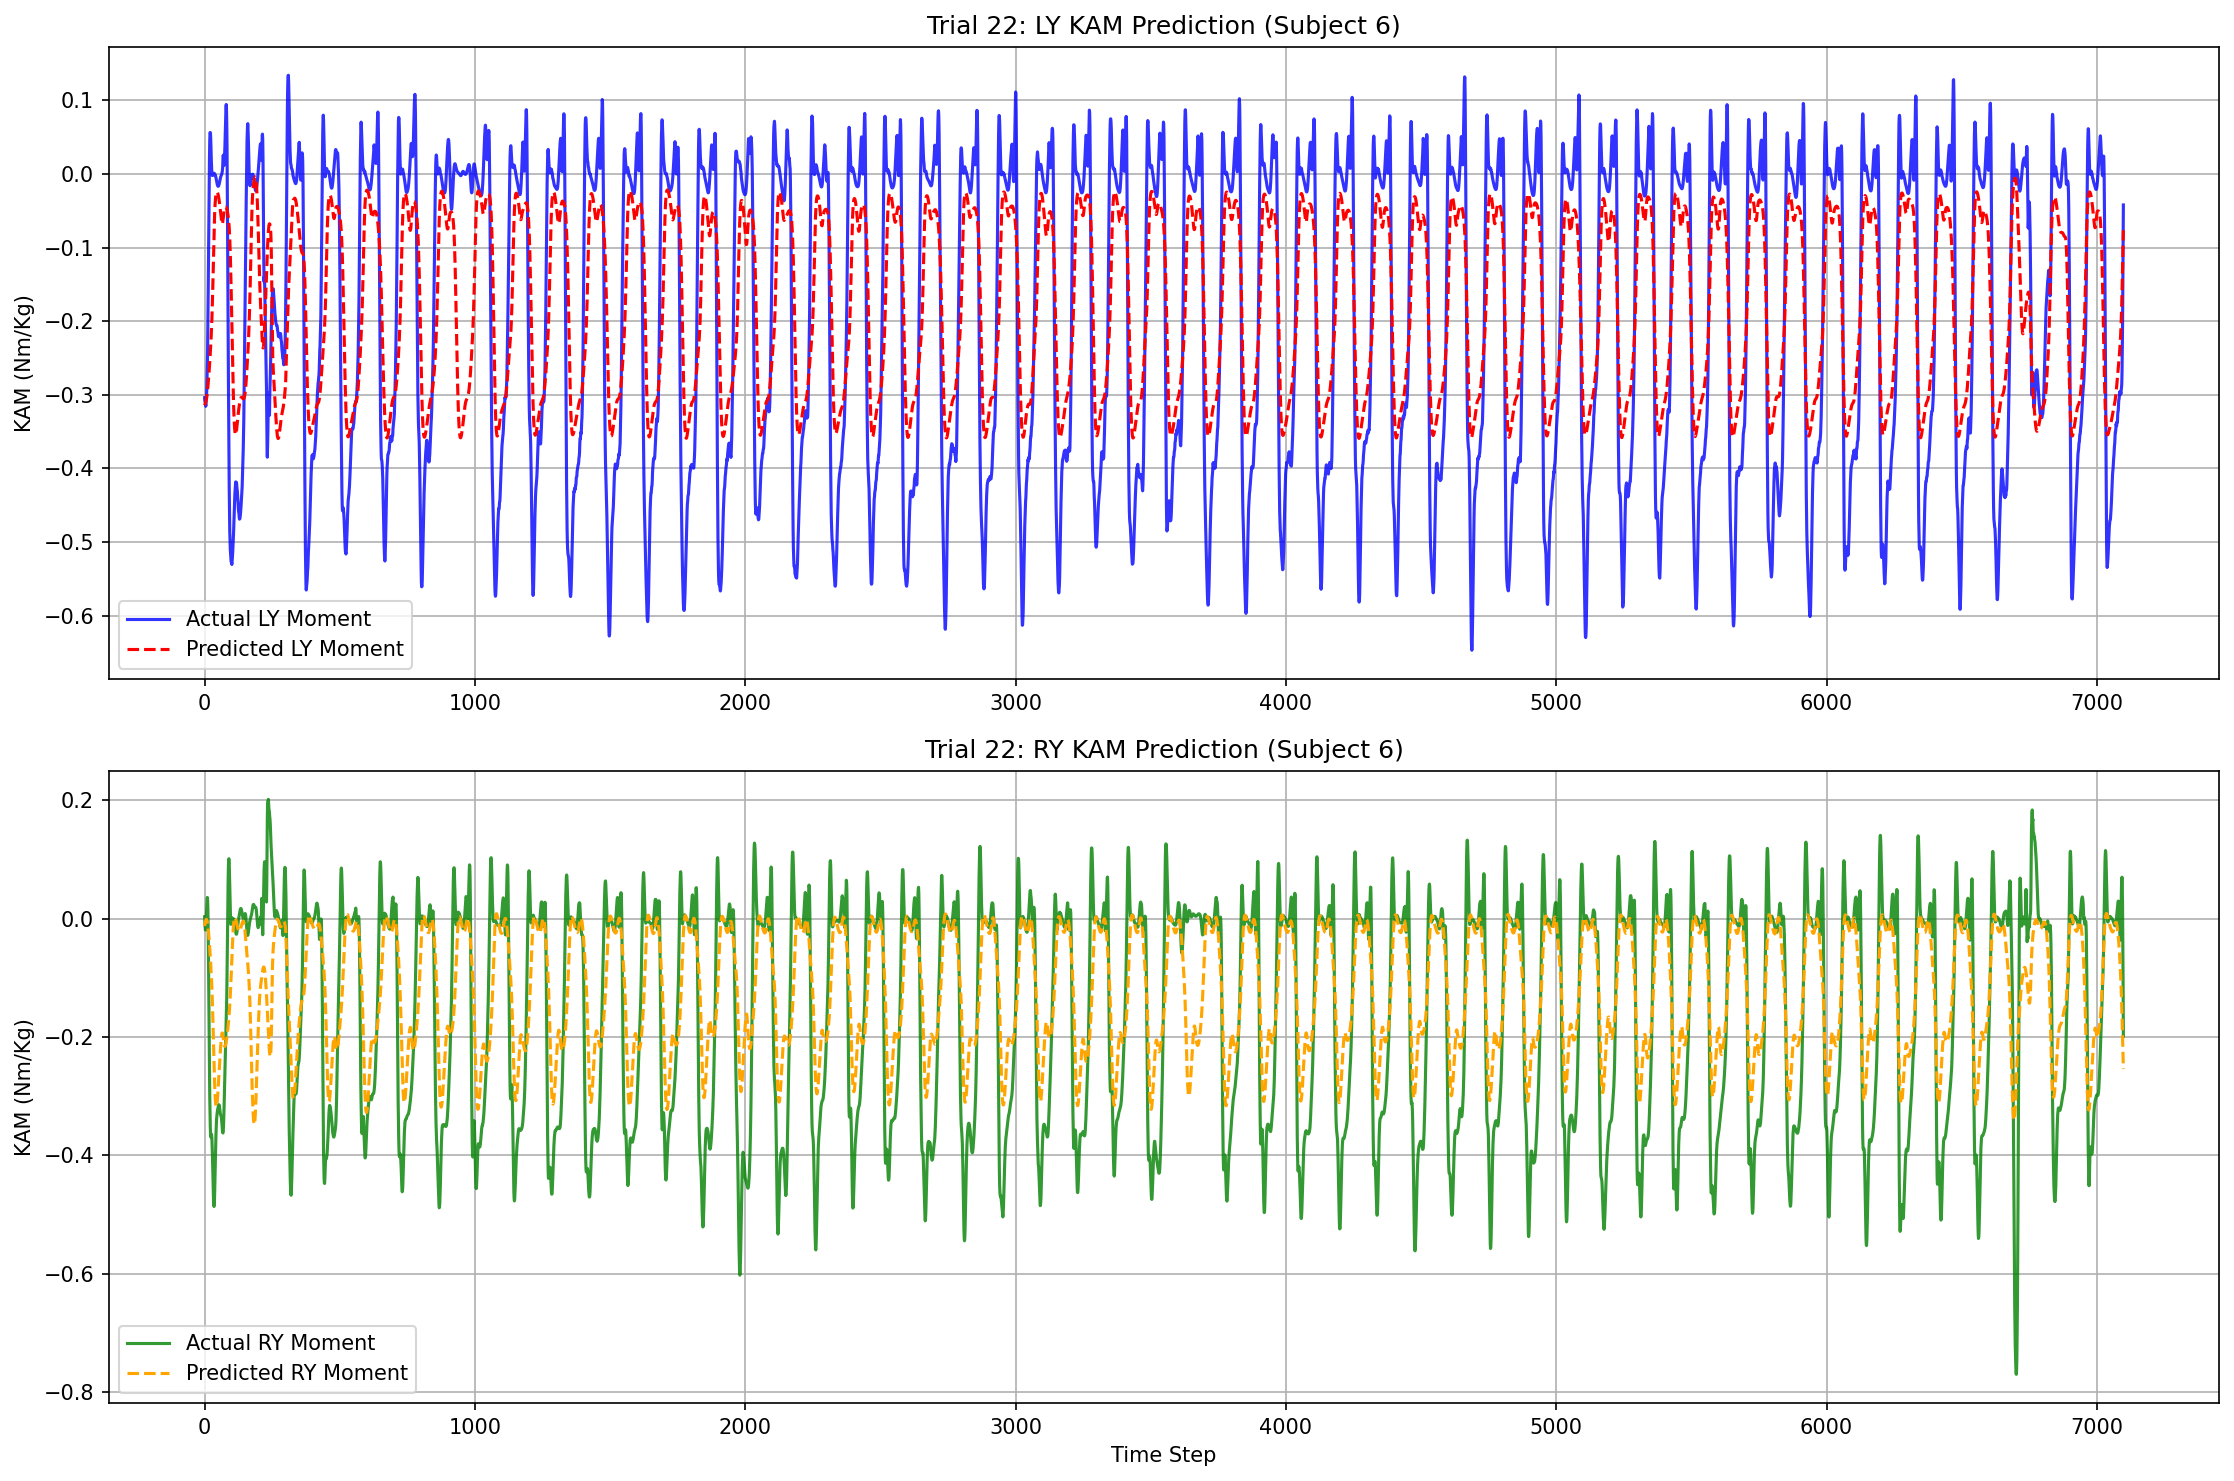 Trial 22: LY KAM Prediction (Subject 6)
KAM (Nm/Kg)
0.1
0.0
−0.1
−0.2
−0.3
−0.4
−0.5
−0.6
Actual LY Moment
Predicted LY Moment
0 1000 2000 3000 4000 5000 6000 7000
Trial 22: RY KAM Prediction (Subject 6)
KAM (Nm/Kg)
0.2
0.0
−0.2
−0.4
−0.6
−0.8
Actual RY Moment
Predicted RY Moment
0 1000 2000 3000 4000 5000 6000 7000
Time Step